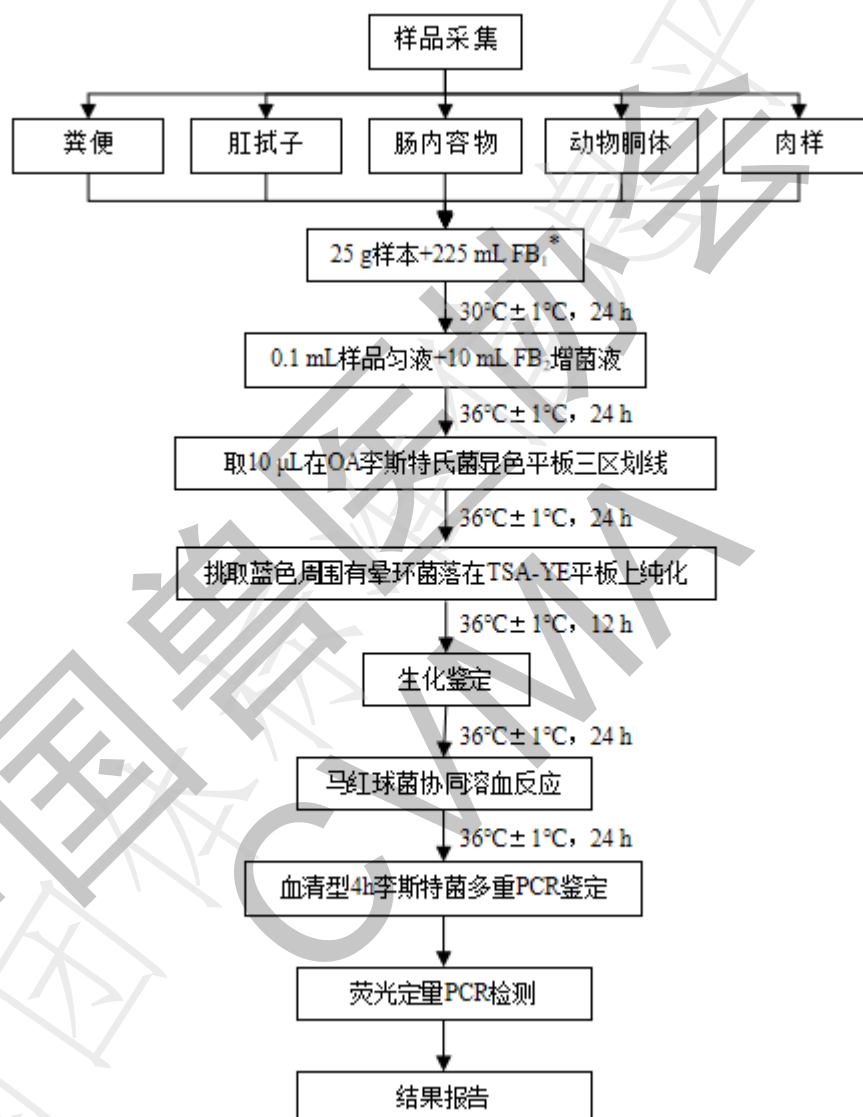 样品采集
粪便 肛拭子 肠内容物 动物胴体 肉样
25 g样本+225 mL FB₁*
30℃±1℃，24 h
0.1 mL样品匀液+10 mL FB₂增菌液
36℃±1℃，24 h
取10 μL在OA李斯特氏菌显色平板三区划线
36℃±1℃，24 h
挑取蓝色周围有晕环菌落在TSA-YE平板上纯化
36℃±1℃，12 h
生化鉴定
36℃±1℃，24 h
马红球菌协同溶血反应
36℃±1℃，24 h
血清型4h李斯特菌多重PCR鉴定
荧光定量PCR检测
结果报告
国兽医协会
CVMA